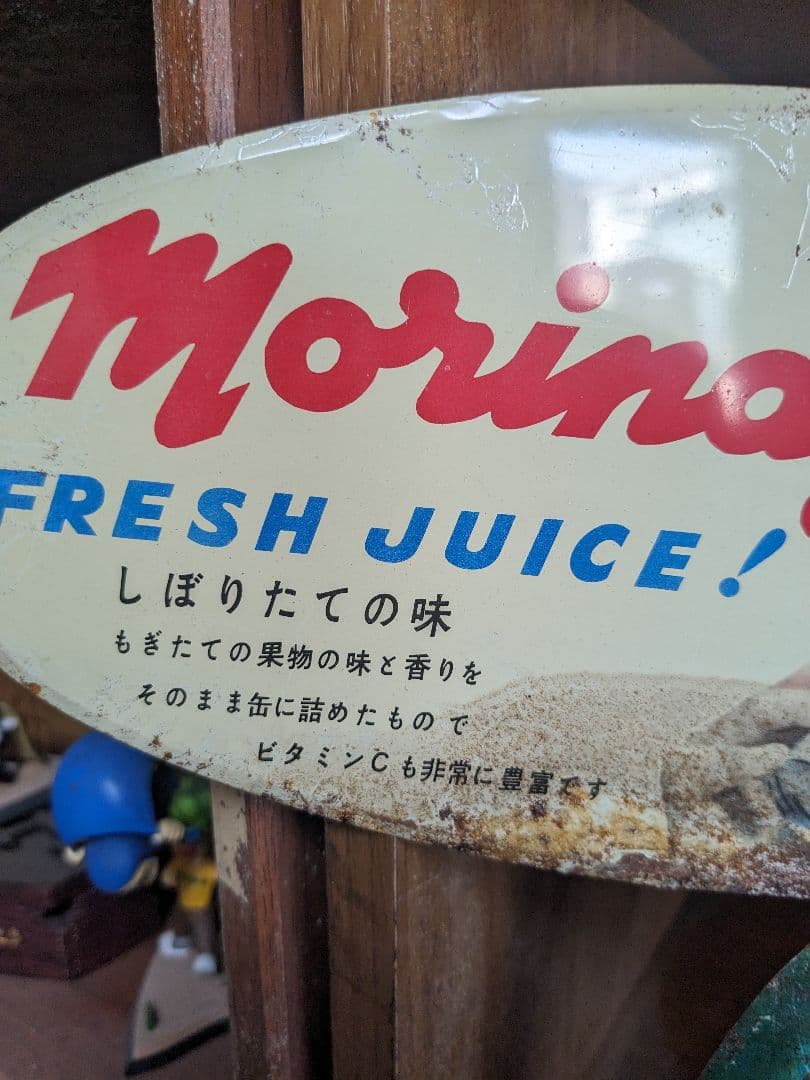 Morina
FRESH JUICE!
しぼりたての味
もぎたての果物の味と香りを
そのまま缶に詰めたもので
ビタミンCも非常に豊富です